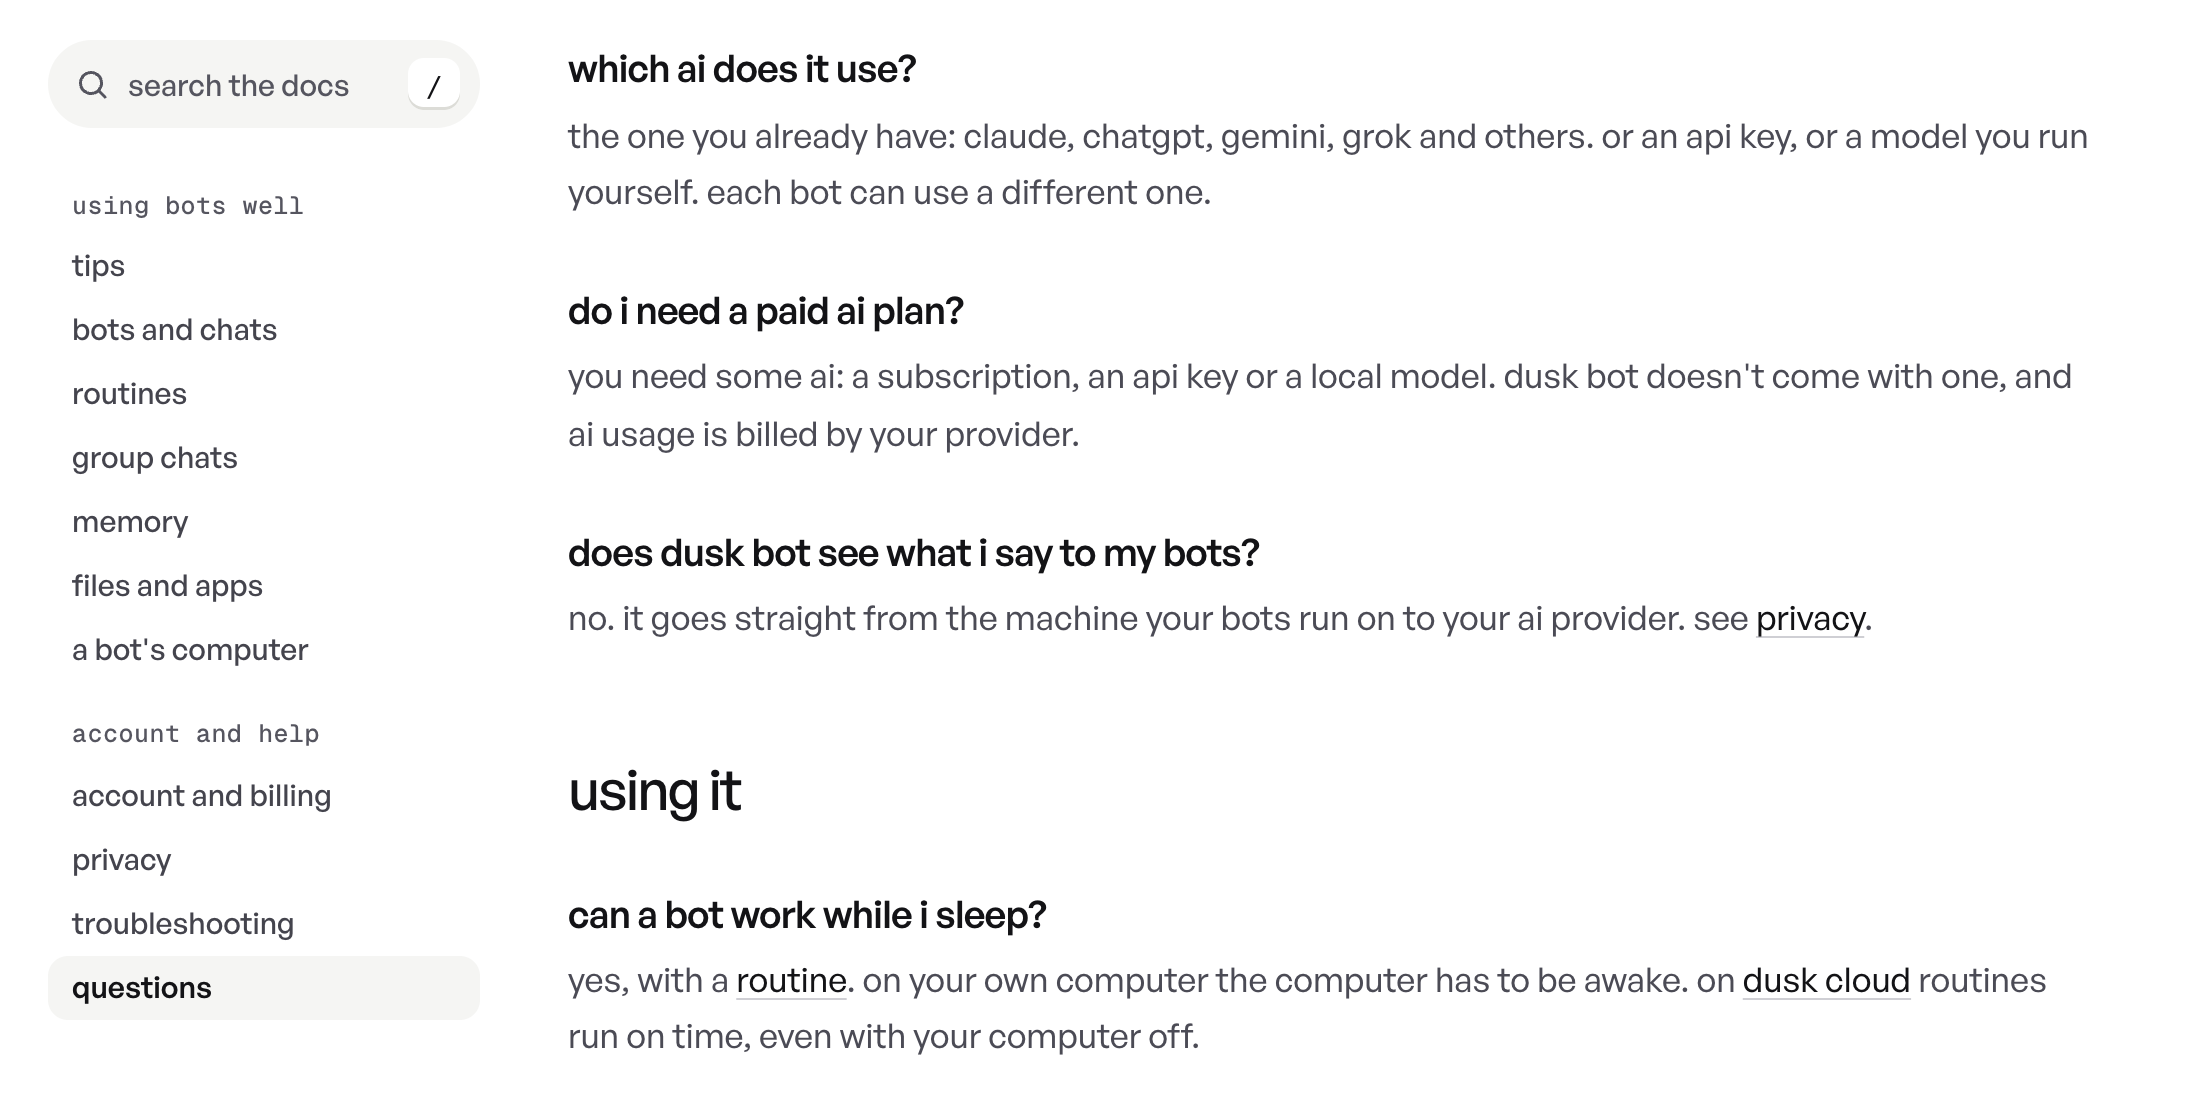 search the docs
/
using bots well
tips
bots and chats
routines
group chats
memory
files and apps
a bot's computer
account and help
account and billing
privacy
troubleshooting
questions
which ai does it use?
the one you already have: claude, chatgpt, gemini, grok and others. or an api key, or a model you run
yourself. each bot can use a different one.
do i need a paid ai plan?
you need some ai: a subscription, an api key or a local model. dusk bot doesn't come with one, and
ai usage is billed by your provider.
does dusk bot see what i say to my bots?
no. it goes straight from the machine your bots run on to your ai provider. see privacy.
using it
can a bot work while i sleep?
yes, with a routine. on your own computer the computer has to be awake. on dusk cloud routines
run on time, even with your computer off.